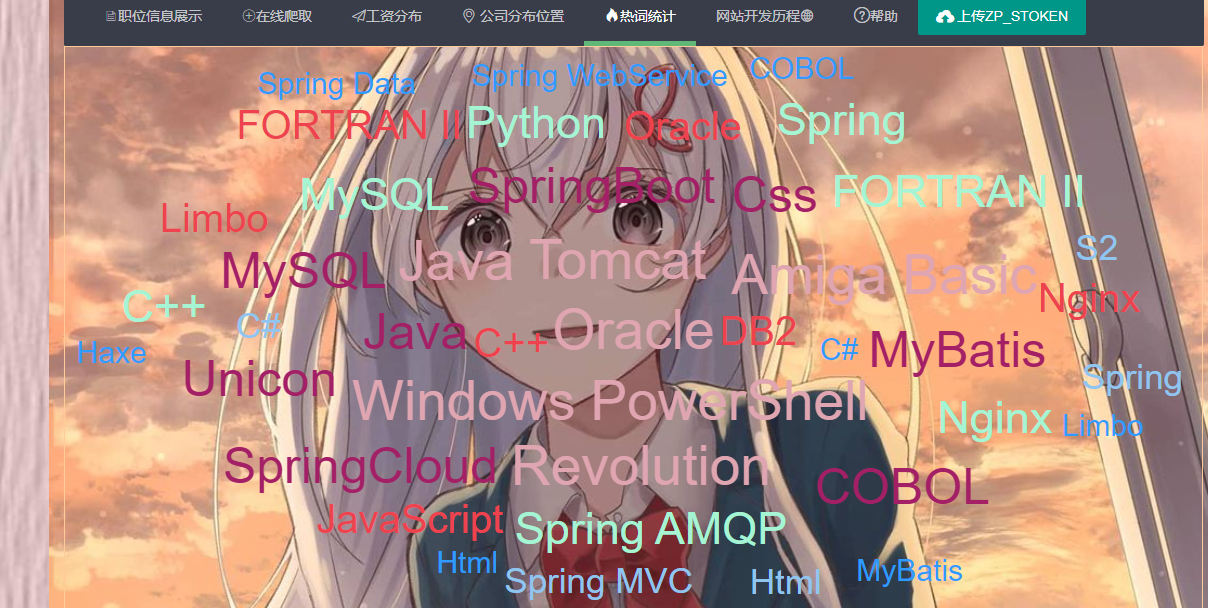 职位信息展示 在线爬取 工资分布 公司分布位置 热词统计 网站开发历程 帮助 上传ZP_STOKEN
Spring Data Spring WebService COBOL
FORTRAN II Python Oracle Spring
MySQL SpringBoot Css FORTRAN II
Limbo
S2
MySQL Java Tomcat Amiga Basic
C++ Nginx
C# Java C++ Oracle DB2
Haxe C# MyBatis
Unicon Spring
Windows PowerShell
Nginx Limbo
SpringCloud Revolution COBOL
JavaScript Spring AMQP
Html MyBatis
Spring MVC Html